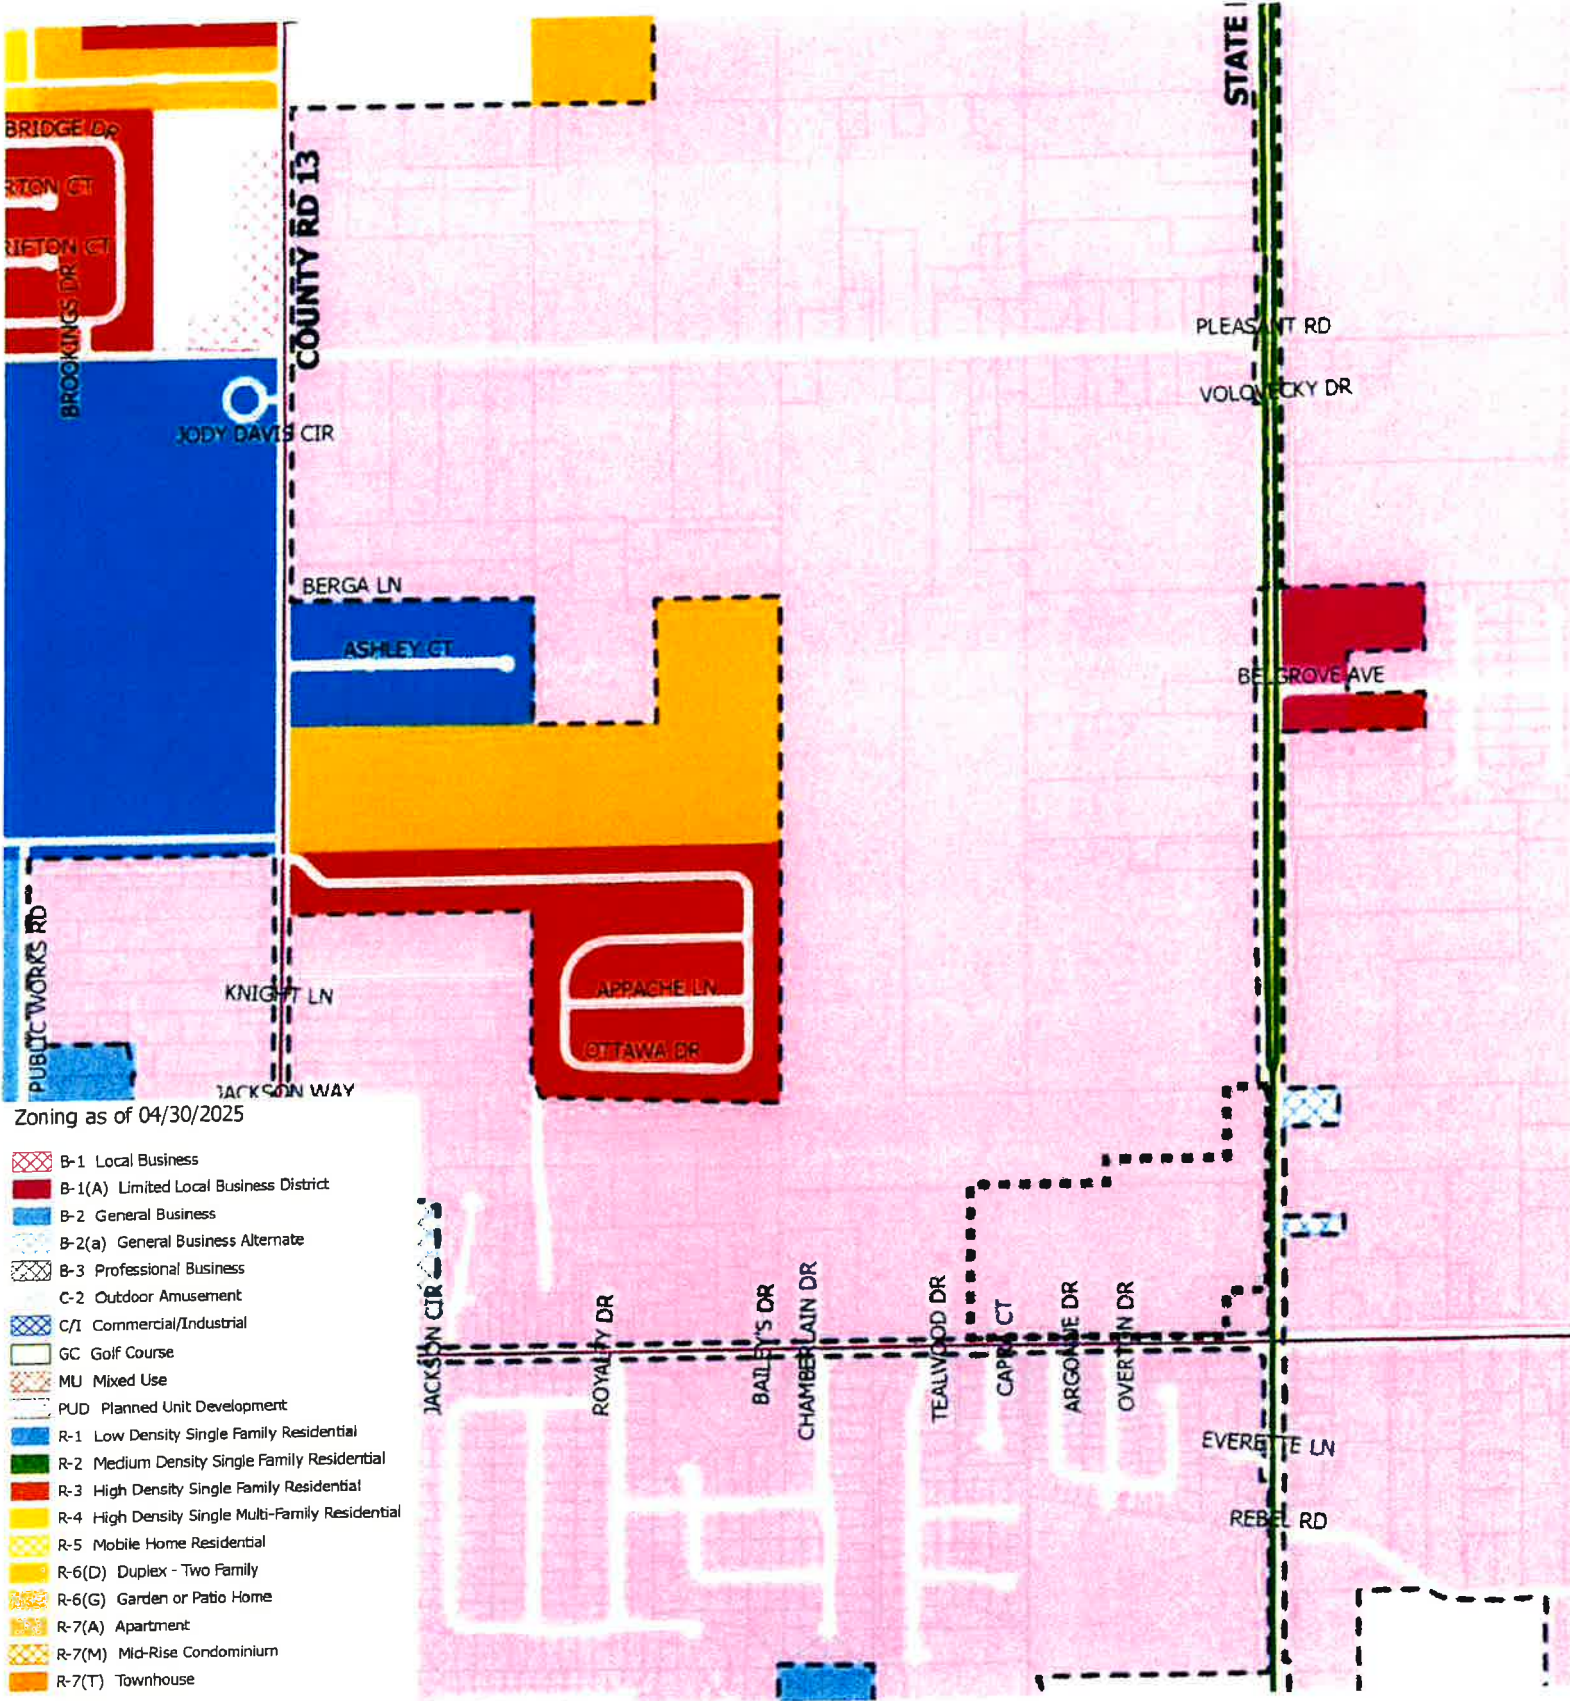 STATE
BRIDGE DR
RTON CT
RIFTON CT
BROOKINGS DR
COUNTY RD 13
PLEASANT RD
VOLOVECKY DR
JODY DAVIS CIR
BERGA LN
ASHLEY CT
BELGROVE AVE
PUBLIC WORKS RD
KNIGHT LN
APPACHE LN
OTTAWA DR
JACKSON WAY
JACKSON CIR
ROYALTY DR
BAILEY'S DR
CHAMBERLAIN DR
TEALWOOD DR
CAPRI CT
ARGONNE DR
OVERTON DR
EVERETTE LN
REBEL RD
Zoning as of 04/30/2025
B-1 Local Business
B-1(A) Limited Local Business District
B-2 General Business
B-2(a) General Business Alternate
B-3 Professional Business
C-2 Outdoor Amusement
C/I Commercial/Industrial
GC Golf Course
MU Mixed Use
PUD Planned Unit Development
R-1 Low Density Single Family Residential
R-2 Medium Density Single Family Residential
R-3 High Density Single Family Residential
R-4 High Density Single Multi-Family Residential
R-5 Mobile Home Residential
R-6(D) Duplex - Two Family
R-6(G) Garden or Patio Home
R-7(A) Apartment
R-7(M) Mid-Rise Condominium
R-7(T) Townhouse